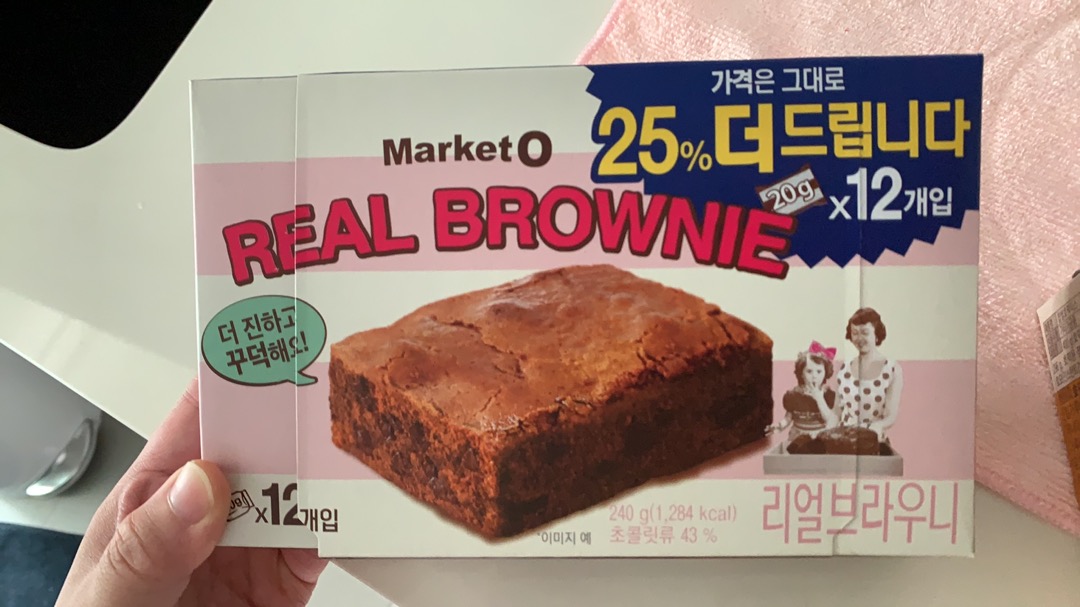 가격은 그대로
25%더드립니다
20g x12개입
Market O
REAL BROWNIE
더 진하고
꾸덕해요!
x12개입
240 g(1,284 kcal)
초콜릿류 43 %
*이미지 예
리얼브라우니